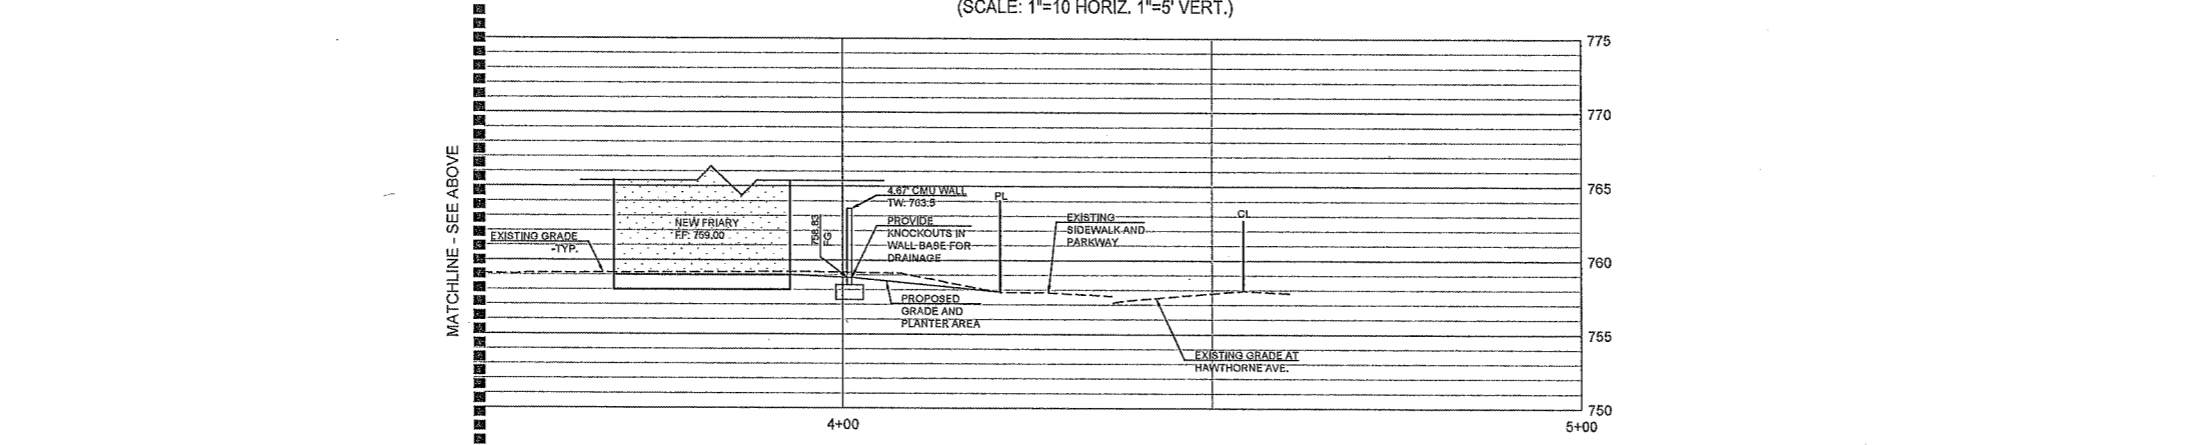 (SCALE: 1"=10 HORIZ. 1"=5' VERT.)
775
770
MATCHLINE - SEE ABOVE
765
4.67' CMU WALL
TW: 763.5
PL
CL
NEW FRIARY
F.F: 759.00
758.83
FG
PROVIDE
KNOCKOUTS IN
WALL BASE FOR
DRAINAGE
EXISTING
SIDEWALK AND
PARKWAY
EXISTING GRADE
-TYP.
760
PROPOSED
GRADE AND
PLANTER AREA
755
EXISTING GRADE AT
HAWTHORNE AVE.
750
4+00
5+00